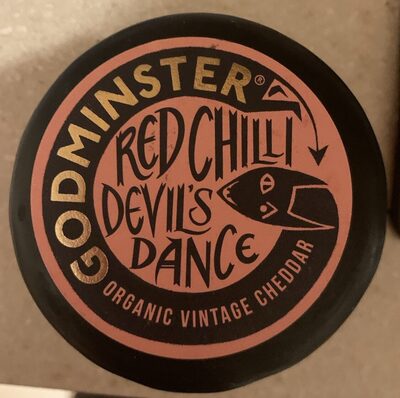 GODMINSTER®
RED CHILLI
DEVIL'S
DANCE
ORGANIC VINTAGE CHEDDAR